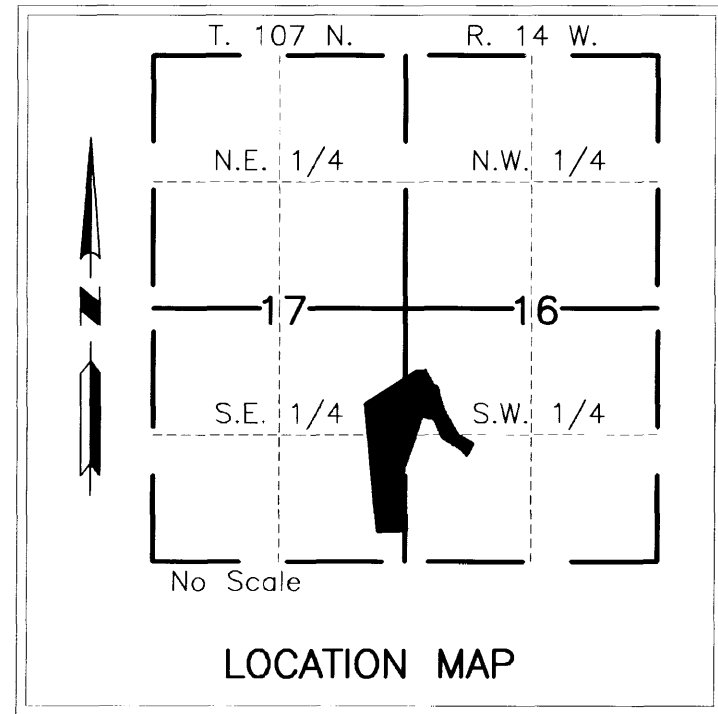 T. 107 N. R. 14 W.
N.E. 1/4 N.W. 1/4
N
17 16
S.E. 1/4 S.W. 1/4
No Scale
LOCATION MAP